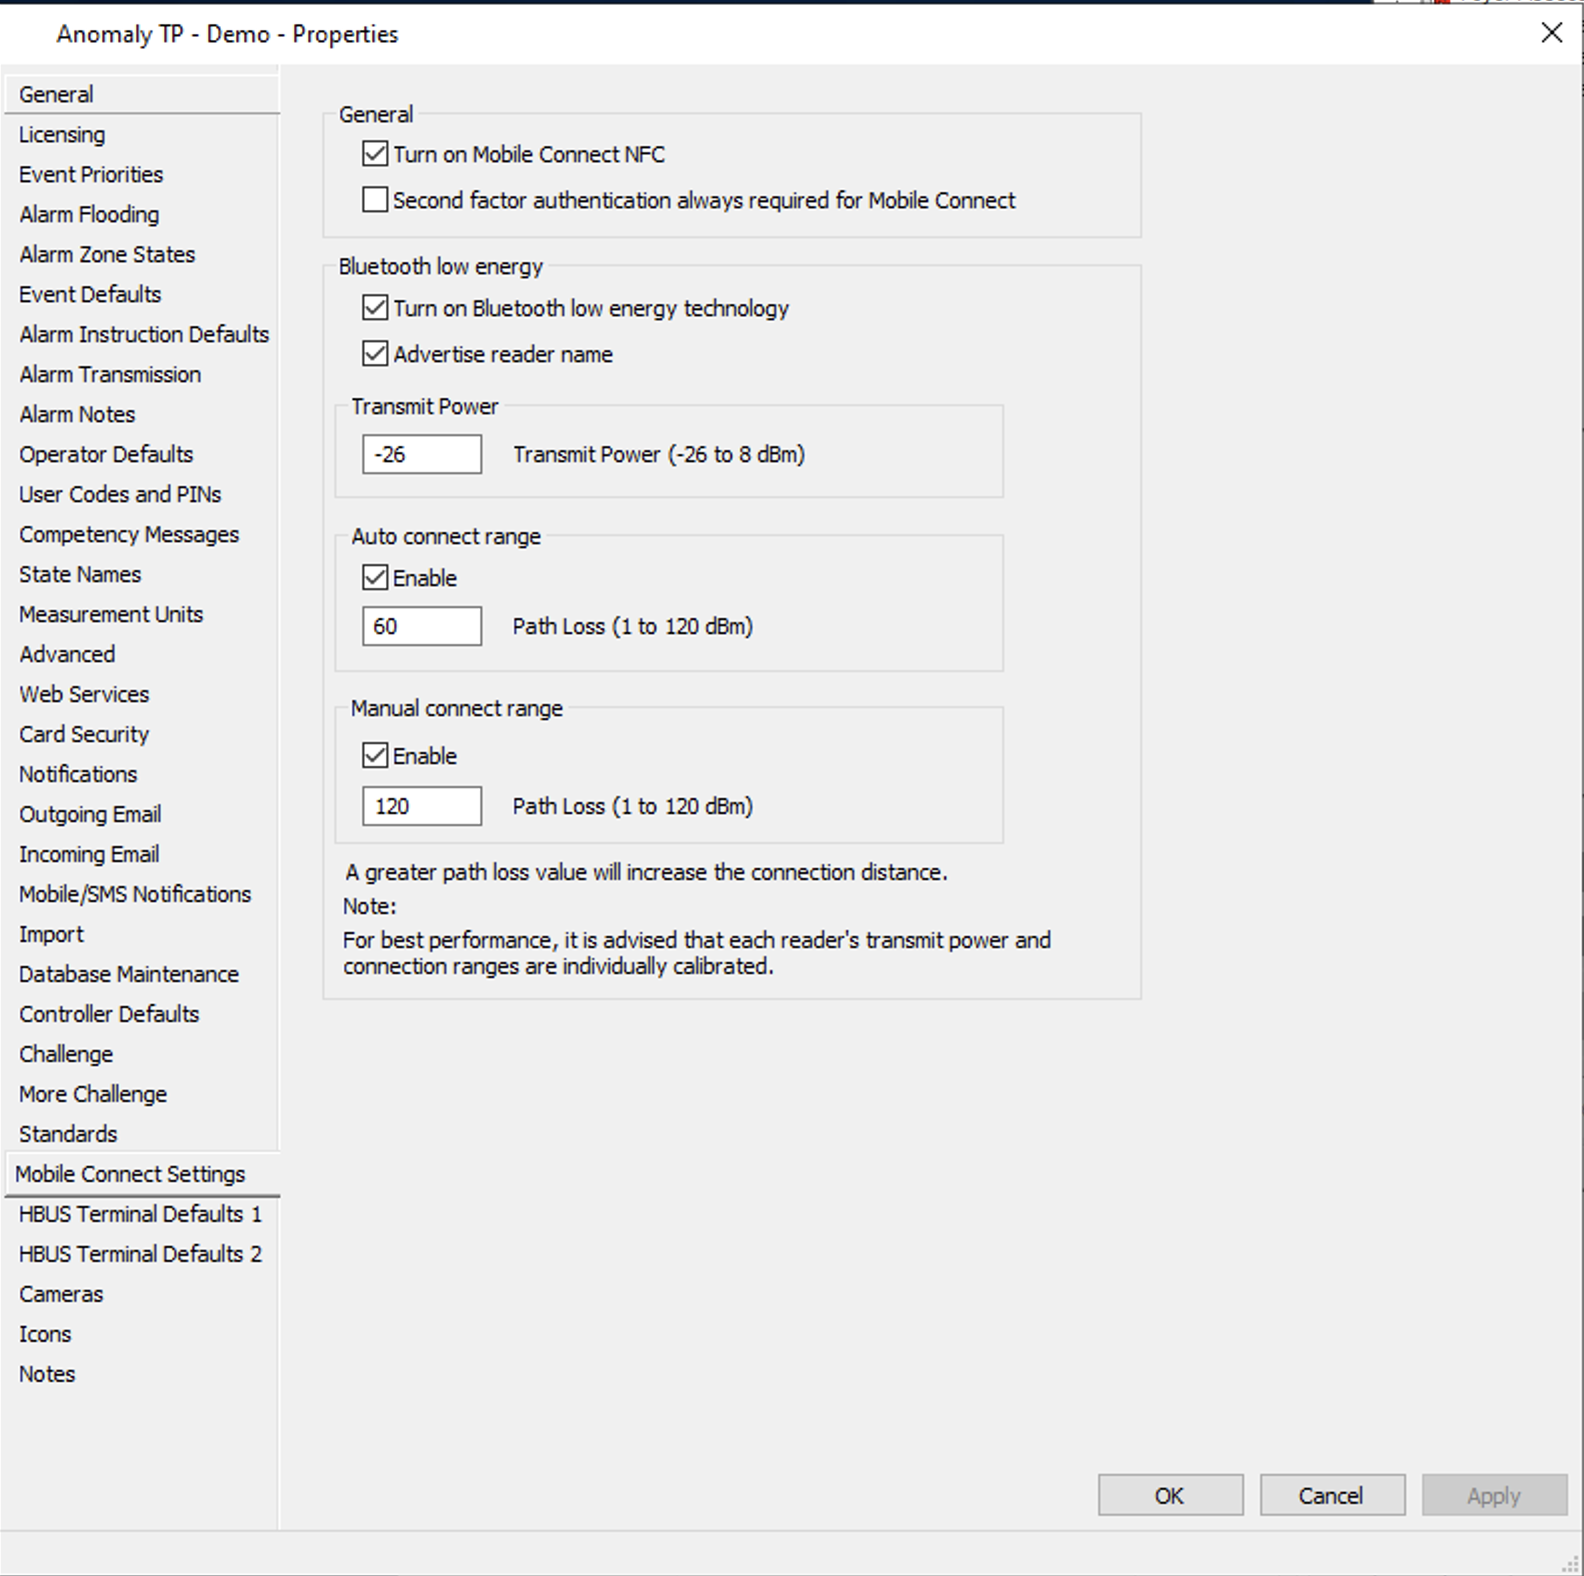 Anomaly TP - Demo - Properties
General
Licensing
Event Priorities
Alarm Flooding
Alarm Zone States
Event Defaults
Alarm Instruction Defaults
Alarm Transmission
Alarm Notes
Operator Defaults
User Codes and PINs
Competency Messages
State Names
Measurement Units
Advanced
Web Services
Card Security
Notifications
Outgoing Email
Incoming Email
Mobile/SMS Notifications
Import
Database Maintenance
Controller Defaults
Challenge
More Challenge
Standards
Mobile Connect Settings
HBUS Terminal Defaults 1
HBUS Terminal Defaults 2
Cameras
Icons
Notes
General
Turn on Mobile Connect NFC
Second factor authentication always required for Mobile Connect
Bluetooth low energy
Turn on Bluetooth low energy technology
Advertise reader name
Transmit Power
-26 Transmit Power (-26 to 8 dBm)
Auto connect range
Enable
60 Path Loss (1 to 120 dBm)
Manual connect range
Enable
120 Path Loss (1 to 120 dBm)
A greater path loss value will increase the connection distance.
Note:
For best performance, it is advised that each reader's transmit power and
connection ranges are individually calibrated.
OK Cancel Apply